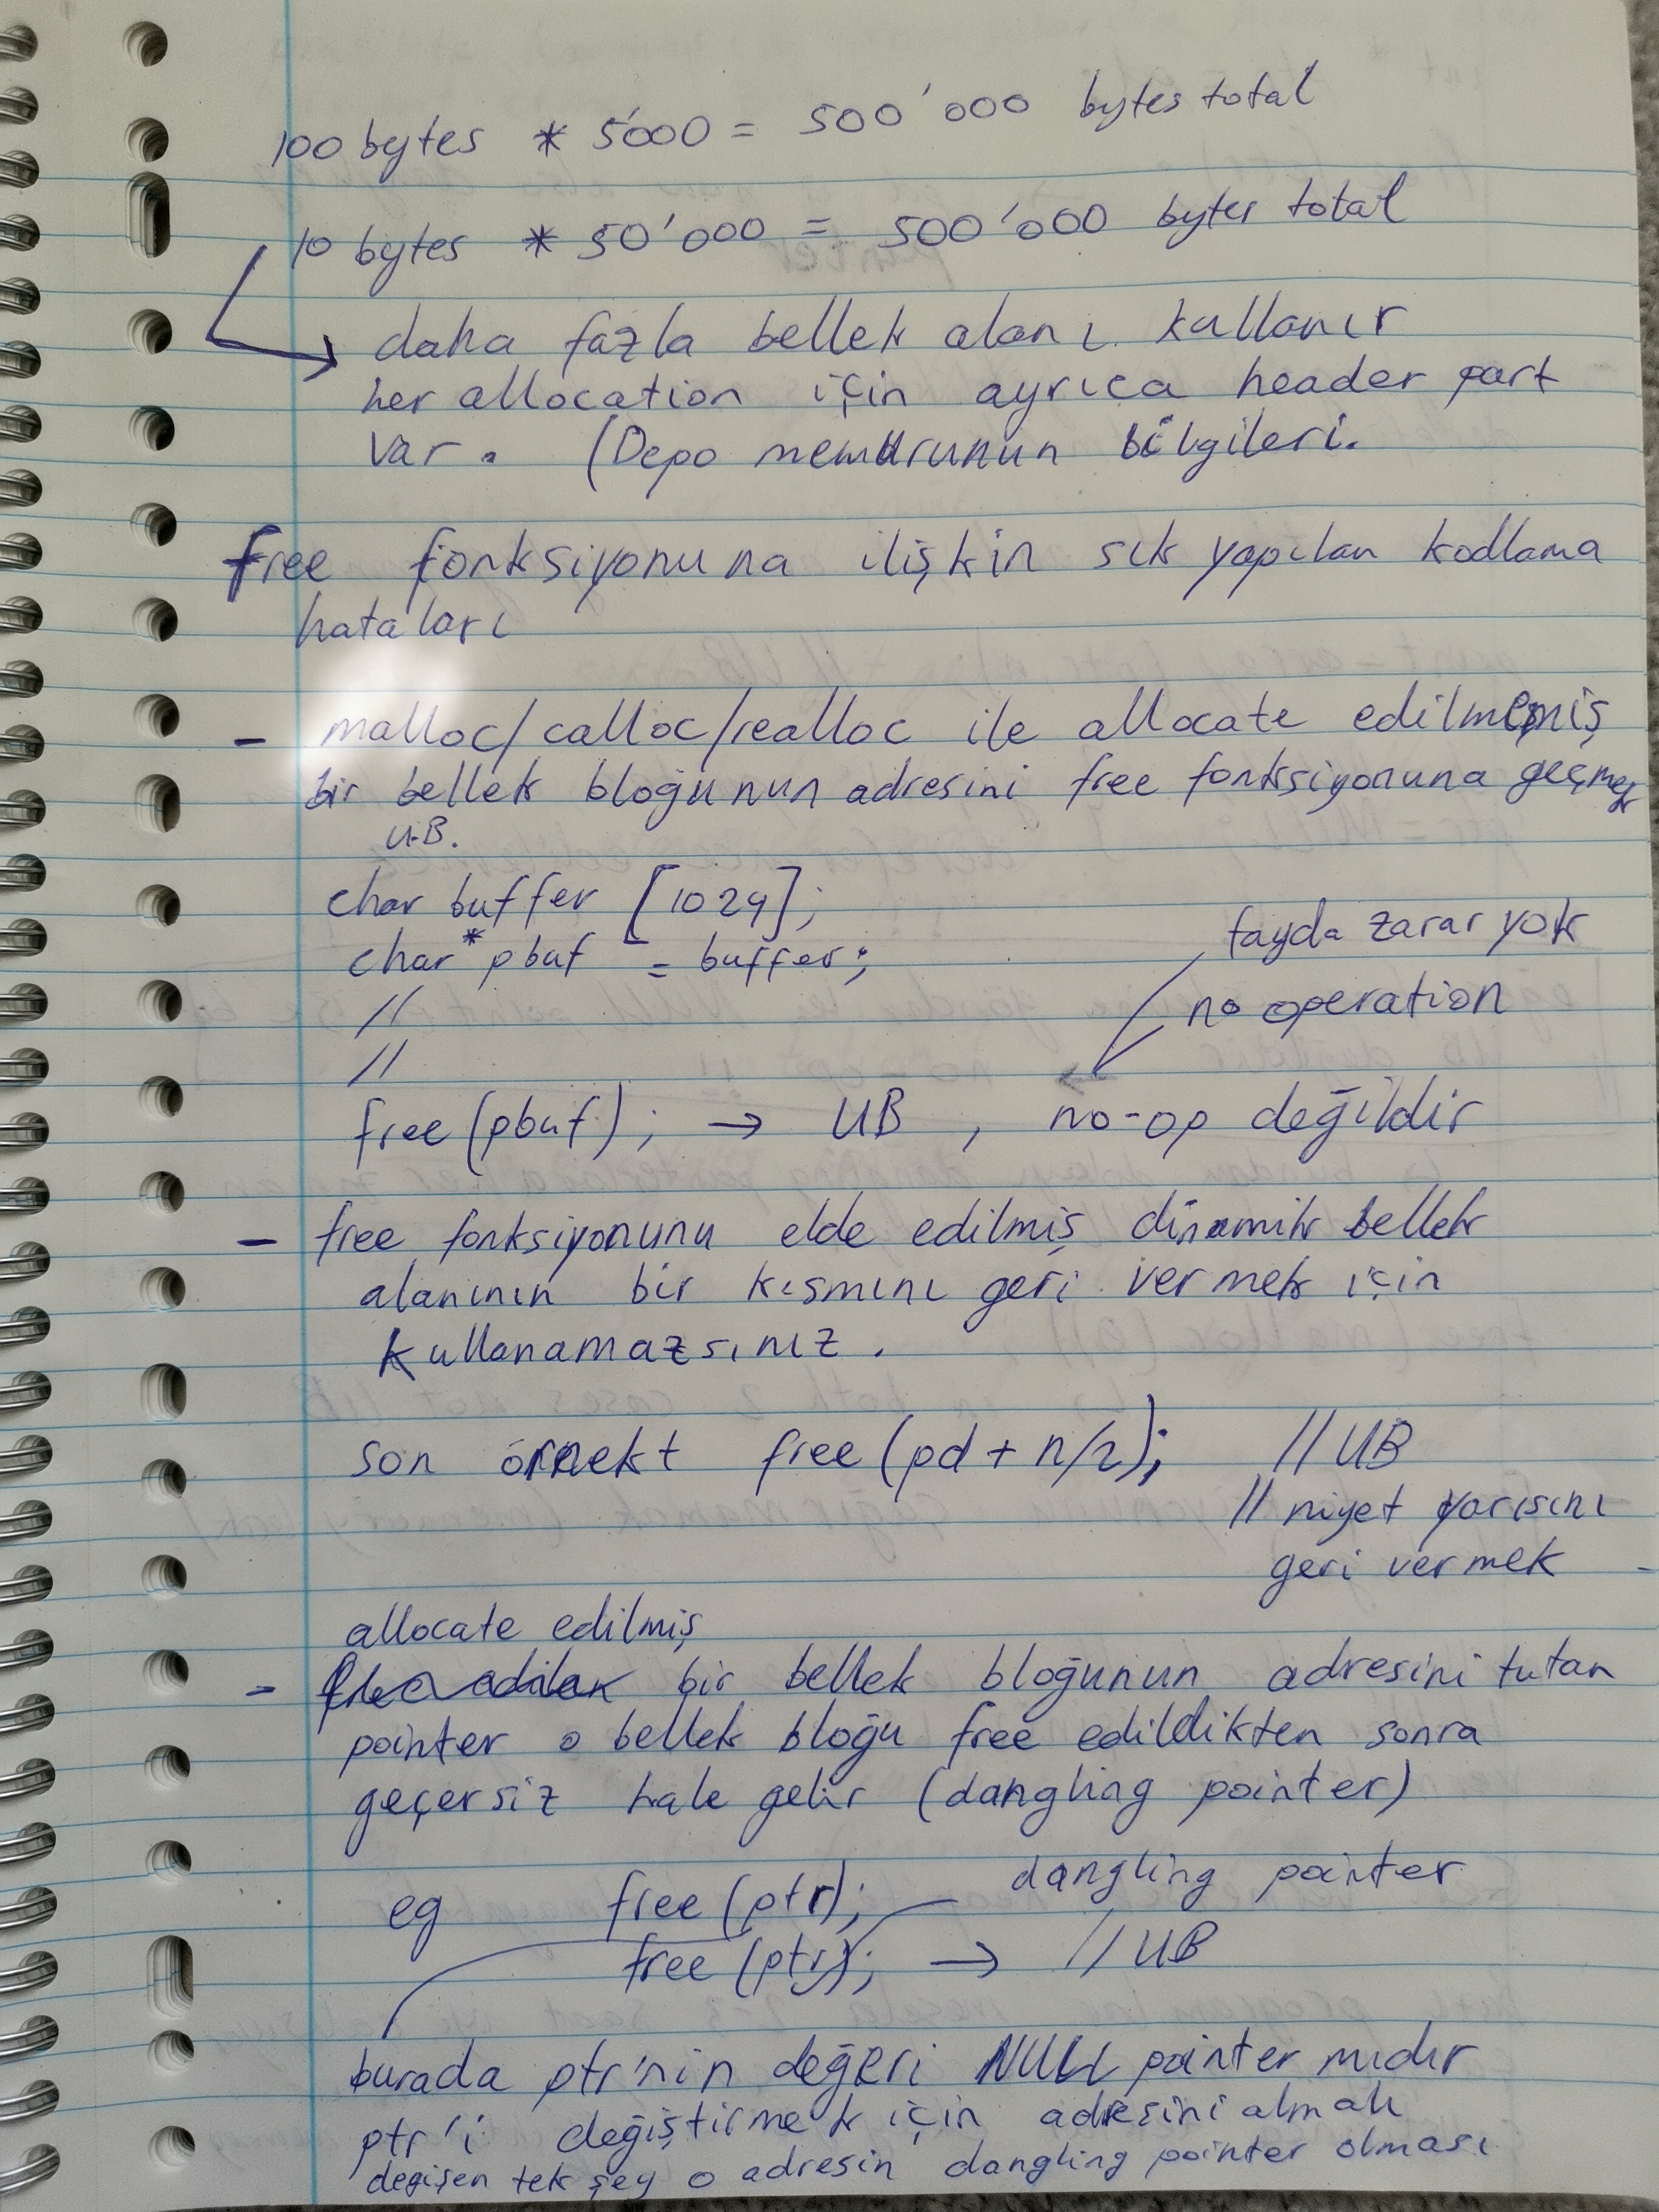 100 bytes * 5'000 = 500'000 bytes total
10 bytes * 50'000 = 500'000 bytes total
daha fazla bellek alanı kullanır
her allocation için ayrıca header part
var. (Depo memurunun bilgileri.
free fonksiyonuna ilişkin sık yapılan kodlama
hataları
- malloc/calloc/realloc ile allocate edilmemiş
bir bellek bloğunun adresini free fonksiyonuna geçmek
U.B.
char buffer [1024];
char *pbuf = buffer;
fayda zarar yok
//
no operation
//
free(pbuf); → UB, no-op değildir
- free fonksiyonunu elde edilmiş dinamik bellek
alanının bir kısmını geri vermek için
kullanamazsınız.
son örnekt free(pd + n/2); //UB
// niyet yarısını
geri vermek
allocate edilmiş
- bir bellek bloğunun adresini tutan
pointer o bellek bloğu free edildikten sonra
geçersiz hale gelir (dangling pointer)
dangling pointer
eg free(ptr);
free(ptr); → //UB
burada ptr'nin değeri NULL pointer mıdır
ptr'i değiştirmek için adresini almalı
degişen tek şey o adresin dangling pointer olması